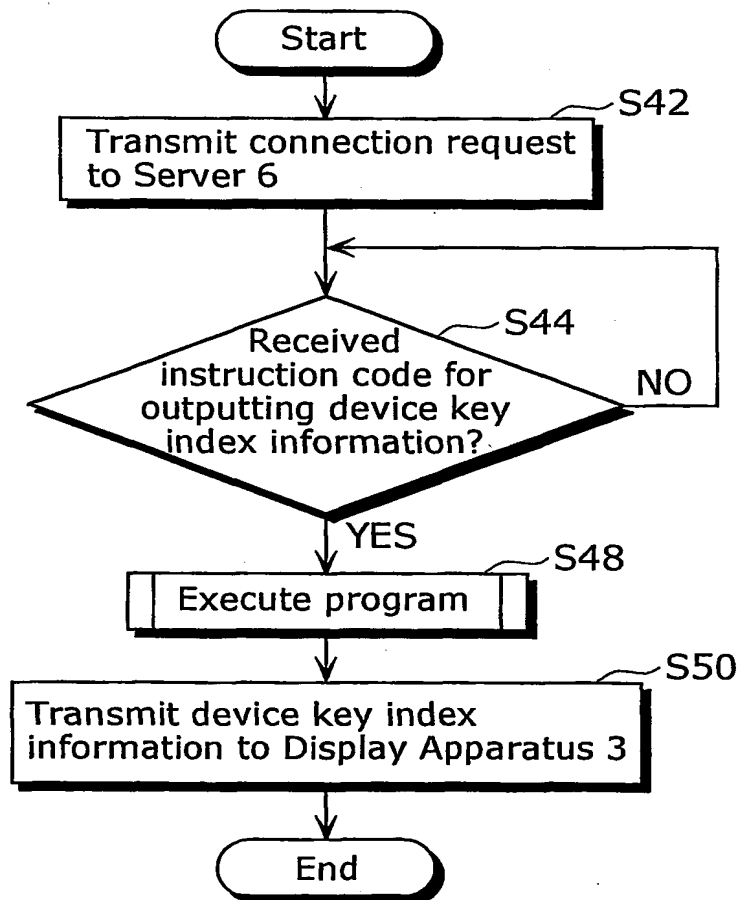 Start
S42
Transmit connection request
to Server 6
S44
Received
instruction code for
outputting device key
index information?
NO
YES
S48
Execute program
S50
Transmit device key index
information to Display Apparatus 3
End